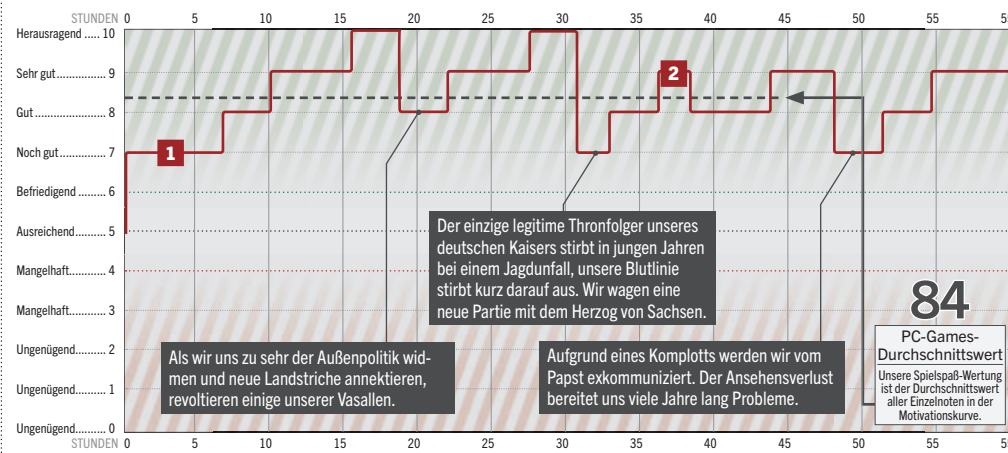 STUNDEN 0 5 10 15 20 25 30 35 40 45 50 55
Herausragend ..... 10
Sehr gut............... 9
Gut ..................... 8
Noch gut.............. 7
Befriedigend ......... 6
Ausreichend.......... 5
Mangelhaft........... 4
Mangelhaft........... 3
Ungenügend.......... 2
Ungenügend.......... 1
Ungenügend.......... 0
STUNDEN 5 10 15 20 25 30 35 40 45 50 55
1
2
Der einzige legitime Thronfolger unseres
deutschen Kaisers stirbt in jungen Jahren
bei einem Jagdunfall, unsere Blutlinie
stirbt kurz darauf aus. Wir wagen eine
neue Partie mit dem Herzog von Sachsen.
Als wir uns zu sehr der Außenpolitik wid-
men und neue Landstriche annektieren,
revoltieren einige unserer Vasallen.
Aufgrund eines Komplotts werden wir vom
Papst exkommuniziert. Der Ansehensverlust
bereitet uns viele Jahre lang Probleme.
84
PC-Games-
Durchschnittswert
Unsere Spielspaß-Wertung
ist der Durchschnittswert
aller Einzelnoten in der
Motivationskurve.